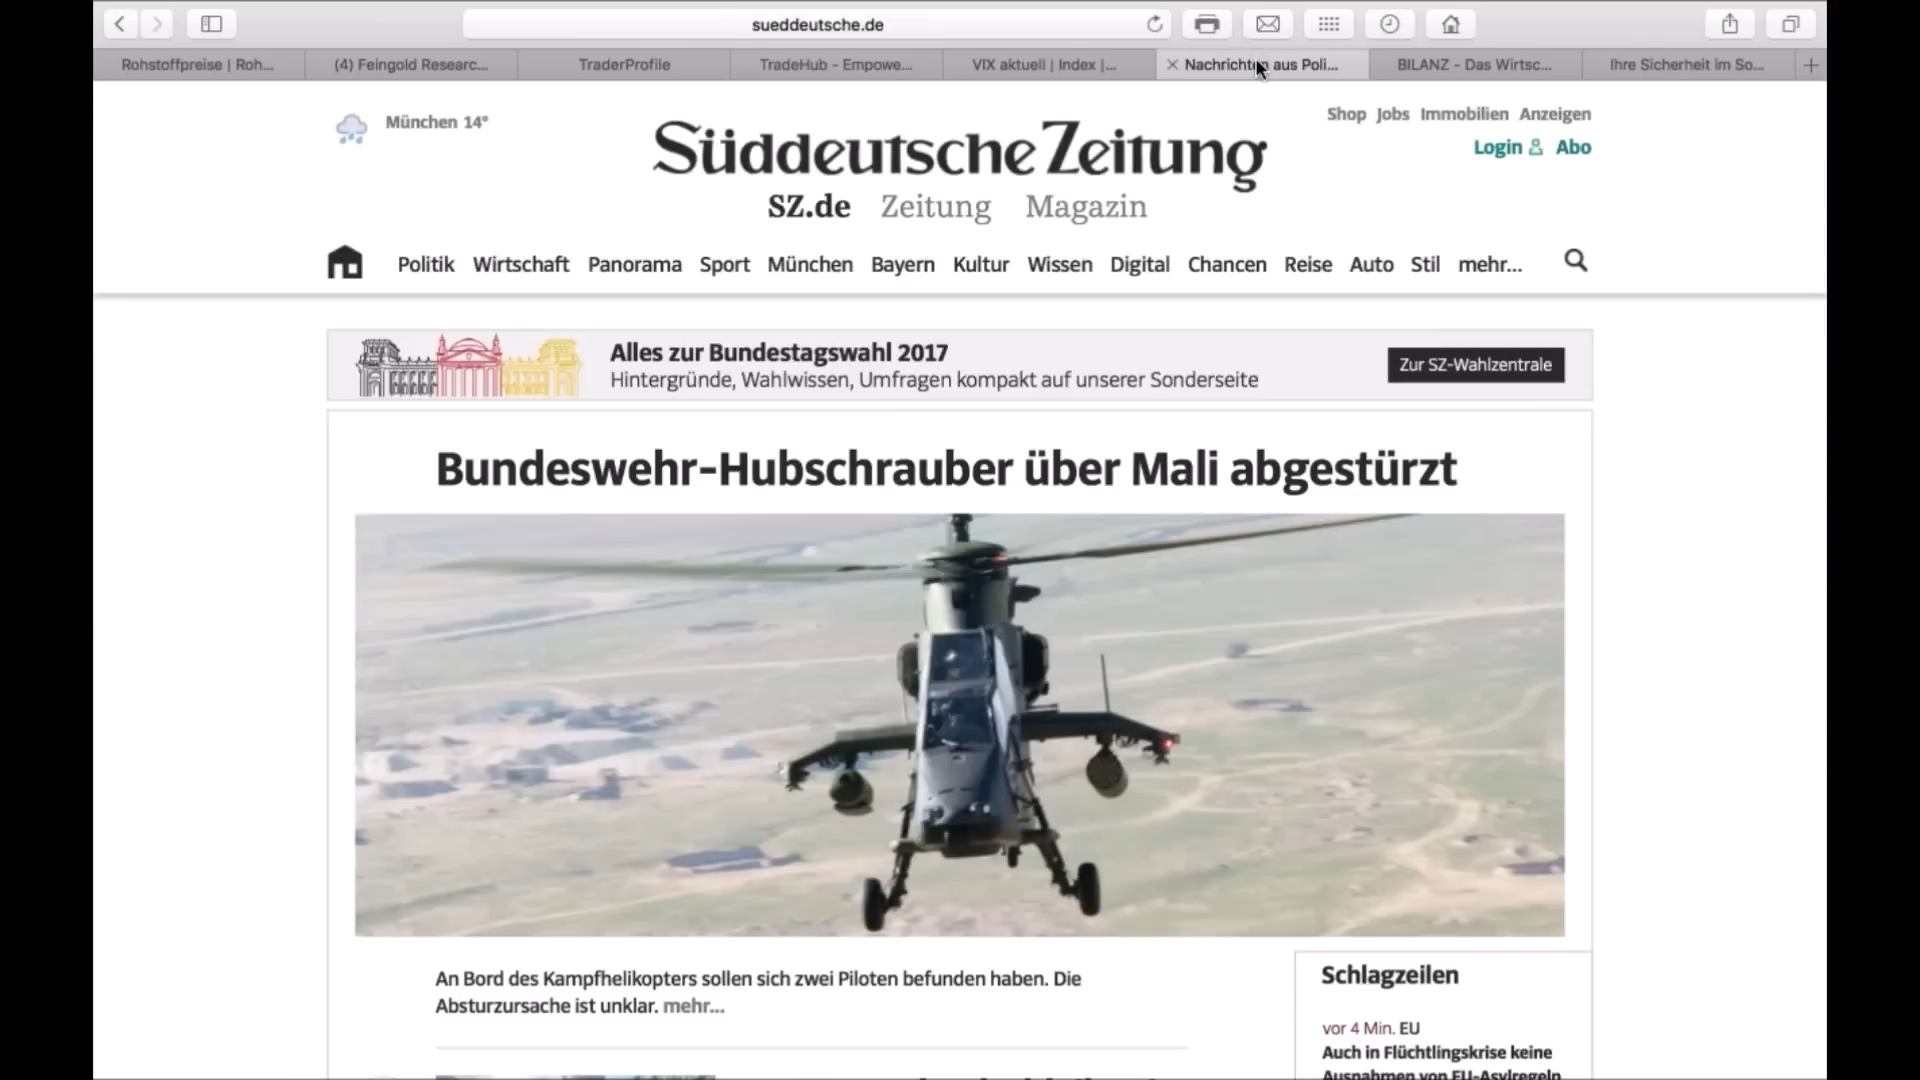 sueddeutsche.de
Rohstoffpreise | Roh...
(4) Feingold Researc...
TraderProfile
TradeHub - Empowe...
VIX aktuell | Index |...
Nachrichten aus Poli...
BILANZ - Das Wirtsc...
Ihre Sicherheit im So...
München 14°
Shop Jobs Immobilien Anzeigen
Login Abo
Süddeutsche Zeitung
SZ.de Zeitung Magazin
Politik Wirtschaft Panorama Sport München Bayern Kultur Wissen Digital Chancen Reise Auto Stil mehr...
Alles zur Bundestagswahl 2017
Hintergründe, Wahlwissen, Umfragen kompakt auf unserer Sonderseite
Zur SZ-Wahlzentrale
Bundeswehr-Hubschrauber über Mali abgestürzt
An Bord des Kampfhelikopters sollen sich zwei Piloten befunden haben. Die
Absturzursache ist unklar. mehr...
Schlagzeilen
vor 4 Min. EU
Auch in Flüchtlingskrise keine
Ausnahmen von EU-Asylregeln